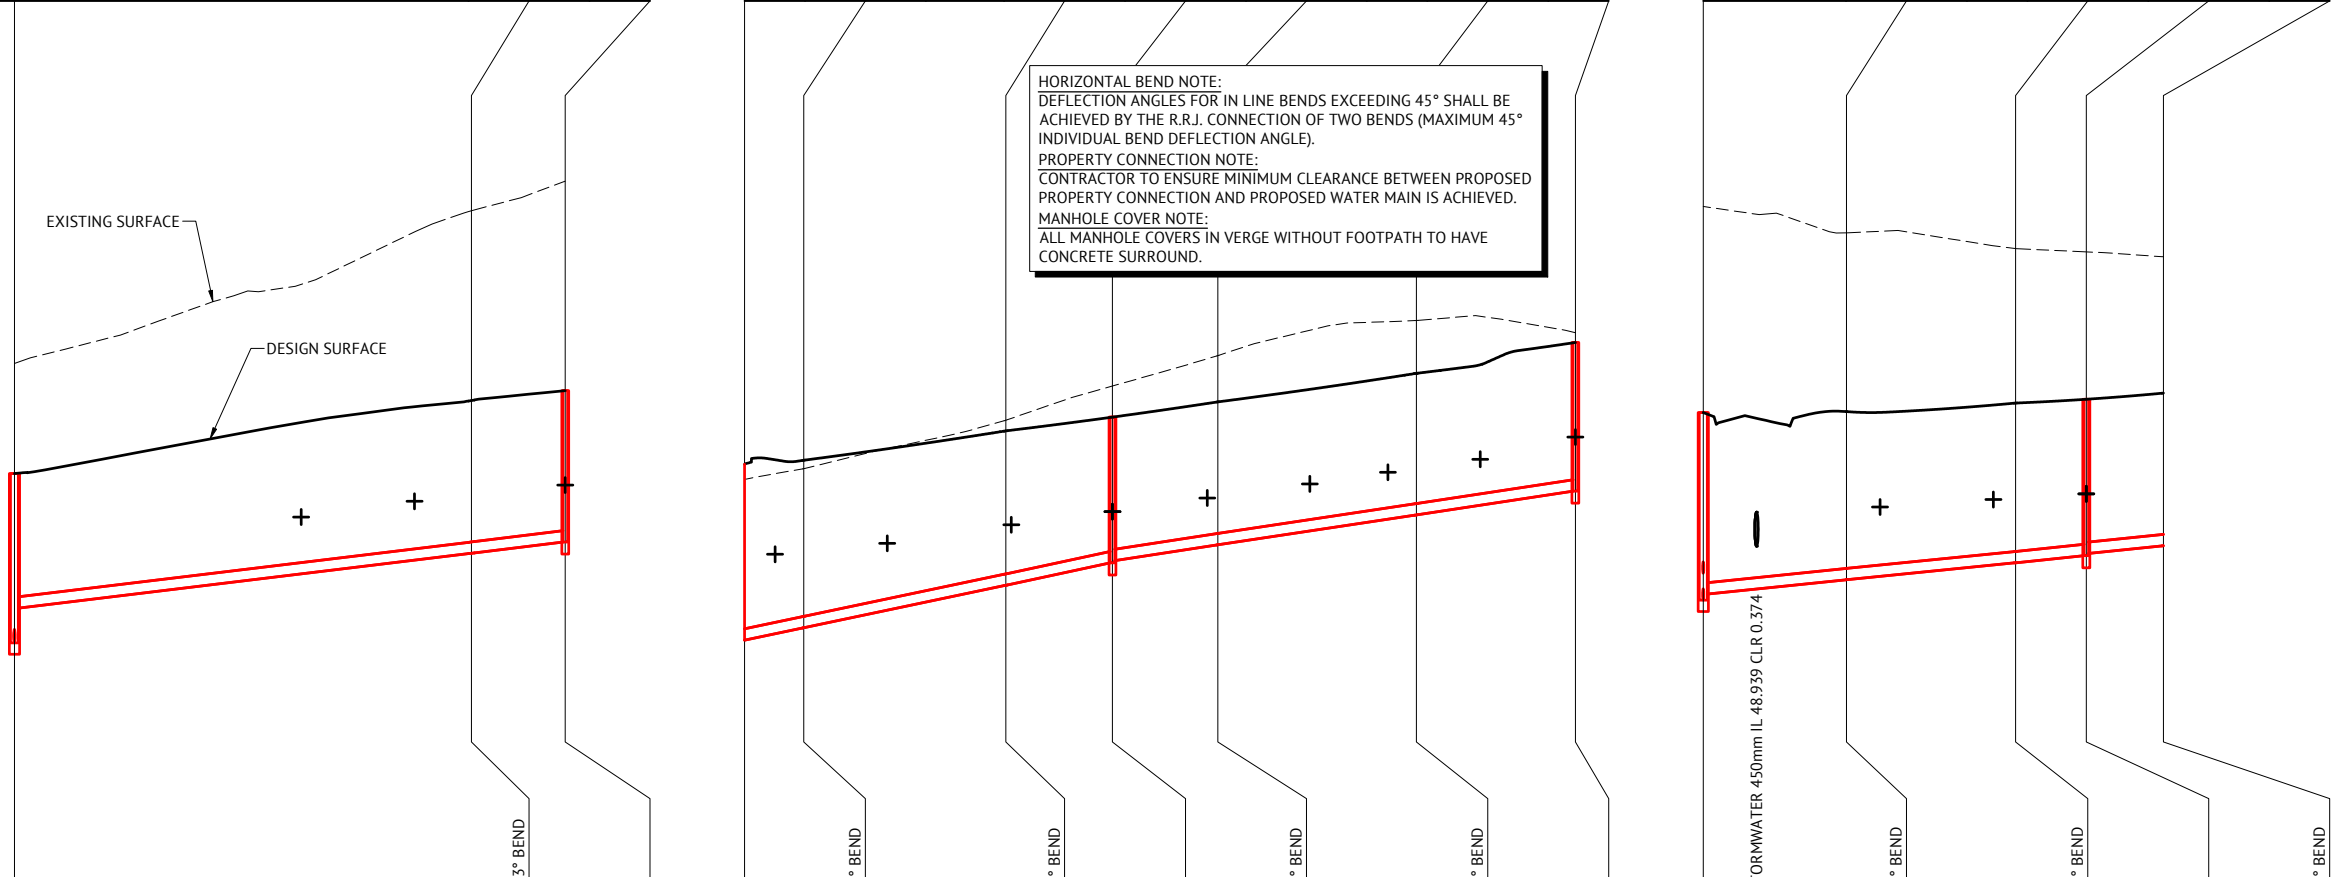 HORIZONTAL BEND NOTE:
DEFLECTION ANGLES FOR IN LINE BENDS EXCEEDING 45° SHALL BE
ACHIEVED BY THE R.R.J. CONNECTION OF TWO BENDS (MAXIMUM 45°
INDIVIDUAL BEND DEFLECTION ANGLE).
PROPERTY CONNECTION NOTE:
CONTRACTOR TO ENSURE MINIMUM CLEARANCE BETWEEN PROPOSED
PROPERTY CONNECTION AND PROPOSED WATER MAIN IS ACHIEVED.
MANHOLE COVER NOTE:
ALL MANHOLE COVERS IN VERGE WITHOUT FOOTPATH TO HAVE
CONCRETE SURROUND.
EXISTING SURFACE
DESIGN SURFACE
3° BEND
° BEND
° BEND
° BEND
° BEND
TORMWATER 450mm IL 48.939 CLR 0.374
° BEND
° BEND
° BEND